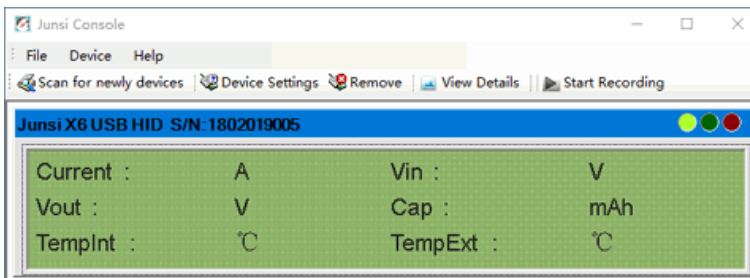 Junsi Console
File Device Help
Scan for newly devices Device Settings Remove View Details Start Recording
Junsi X6 USB HID S/N:1802019005
Current : A Vin : V
Vout : V Cap : mAh
TempInt : ℃ TempExt : ℃